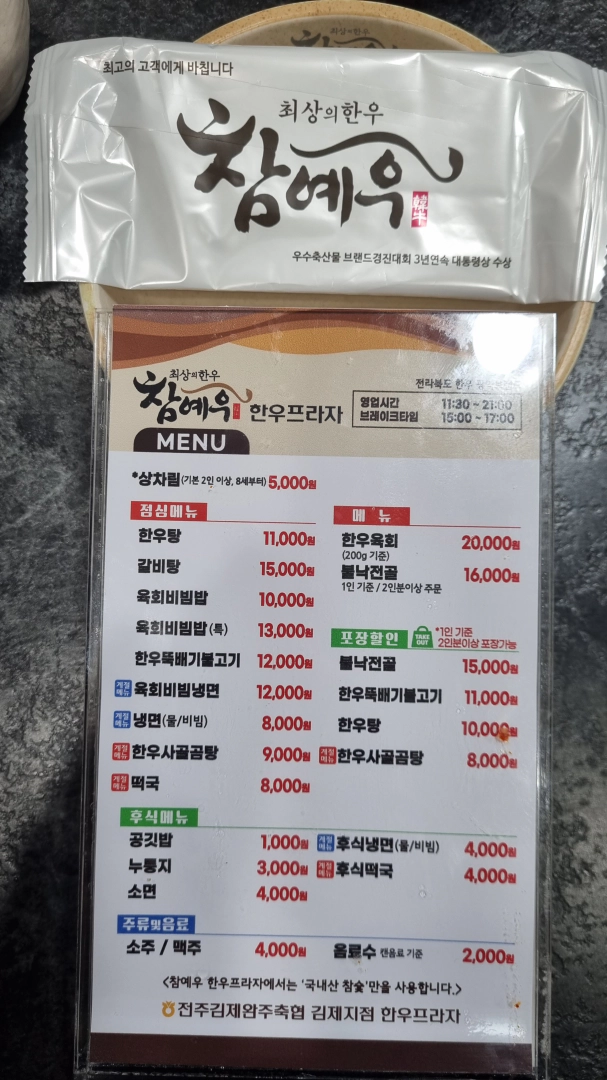 최상의한우
최고의 고객에게 바칩니다
최상의한우
참예우
韓牛
우수축산물 브랜드경진대회 3년연속 대통령상 수상
최상의한우
참예우 한우프라자
전라북도 한우
영업시간 11:30 ~ 21:00
브레이크타임 15:00 ~ 17:00
MENU
*상차림(기본 2인 이상, 8세부터) 5,000원
점심메뉴
한우탕 11,000원
갈비탕 15,000원
육회비빔밥 10,000원
육회비빔밥(특) 13,000원
한우뚝배기불고기 12,000원
계절메뉴 육회비빔냉면 12,000원
계절메뉴 냉면(물/비빔) 8,000원
계절메뉴 한우사골곰탕 9,000원
계절메뉴 떡국 8,000원
메 뉴
한우육회 20,000원
(200g 기준)
불낙전골 16,000원
1인 기준 / 2인분이상 주문
포장할인 TAKE OUT *1인 기준
2인분이상 포장가능
불낙전골 15,000원
한우뚝배기불고기 11,000원
한우탕 10,000원
계절메뉴 한우사골곰탕 8,000원
후식메뉴
공깃밥 1,000원
누룽지 3,000원
소면 4,000원
계절메뉴 후식냉면(물/비빔) 4,000원
계절메뉴 후식떡국 4,000원
주류및음료
소주 / 맥주 4,000원
음료수 캔음료 기준 2,000원
<참예우 한우프라자에서는 '국내산 참숯'만을 사용합니다.>
전주김제완주축협 김제지점 한우프라자